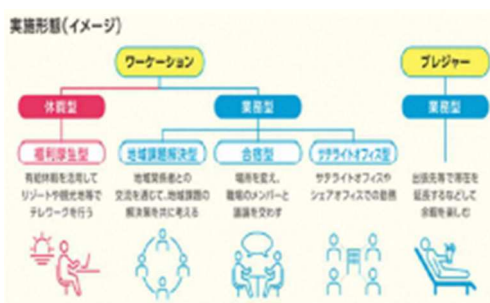 実施形態（イメージ）
ワーケーション
ブレジャー
休暇型
業務型
業務型
福利厚生型
地域課題解決型
合宿型
サテライトオフィス型
有給休暇を活用して
リゾートや観光地等で
テレワークを行う
地域関係者との
交流を通じて、地域課題の
解決策を共に考える
場所を変え、
職場のメンバーと
議論を交わす
サテライトオフィスや
シェアオフィスでの勤務
出張先等で滞在を
延長するなどして
余暇を楽しむ